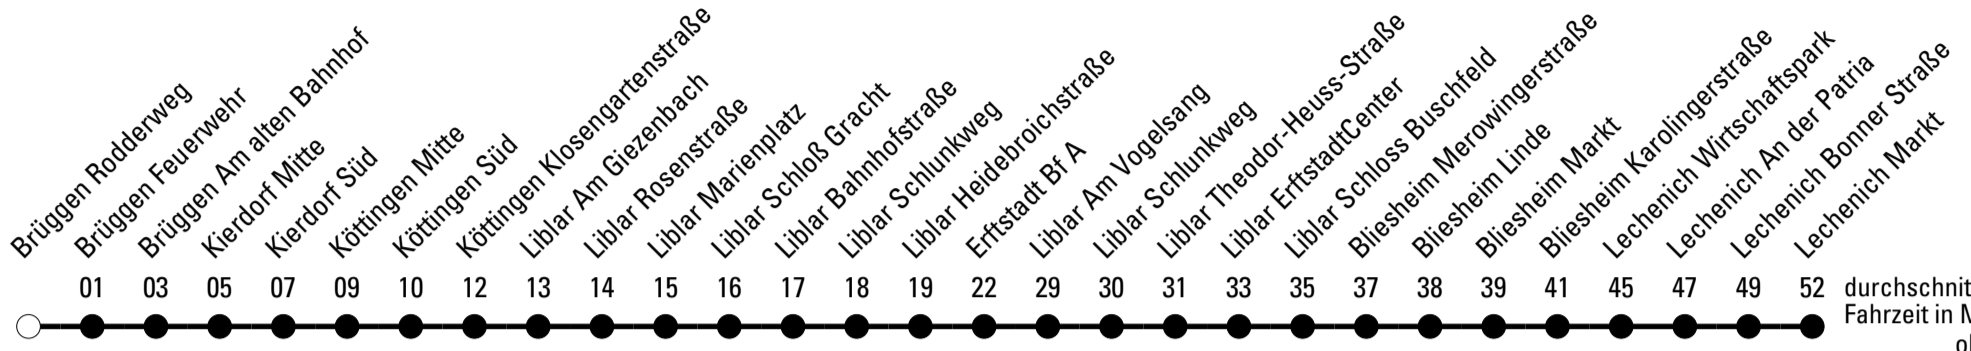 Brüggen Rodderweg
Brüggen Feuerwehr
Brüggen Am alten Bahnhof
Kierdorf Mitte
Kierdorf Süd
Köttingen Mitte
Köttingen Süd
Köttingen Klosengartenstraße
Liblar Am Giezenbach
Liblar Rosenstraße
Liblar Marienplatz
Liblar Schloß Gracht
Liblar Bahnhofstraße
Liblar Schlunkweg
Liblar Heidebroichstraße
Erftstadt Bf A
Liblar Am Vogelsang
Liblar Schlunkweg
Liblar Theodor-Heuss-Straße
Liblar ErftstadtCenter
Liblar Schloss Buschfeld
Bliesheim Merowingerstraße
Bliesheim Linde
Bliesheim Markt
Bliesheim Karolingerstraße
Lechenich Wirtschaftspark
Lechenich An der Patria
Lechenich Bonner Straße
Lechenich Markt
01 03 05 07 09 10 12 13 14 15 16 17 18 19 22 29 30 31 33 35 37 38 39 41 45 47 49 52 durchschnit
Fahrzeit in M